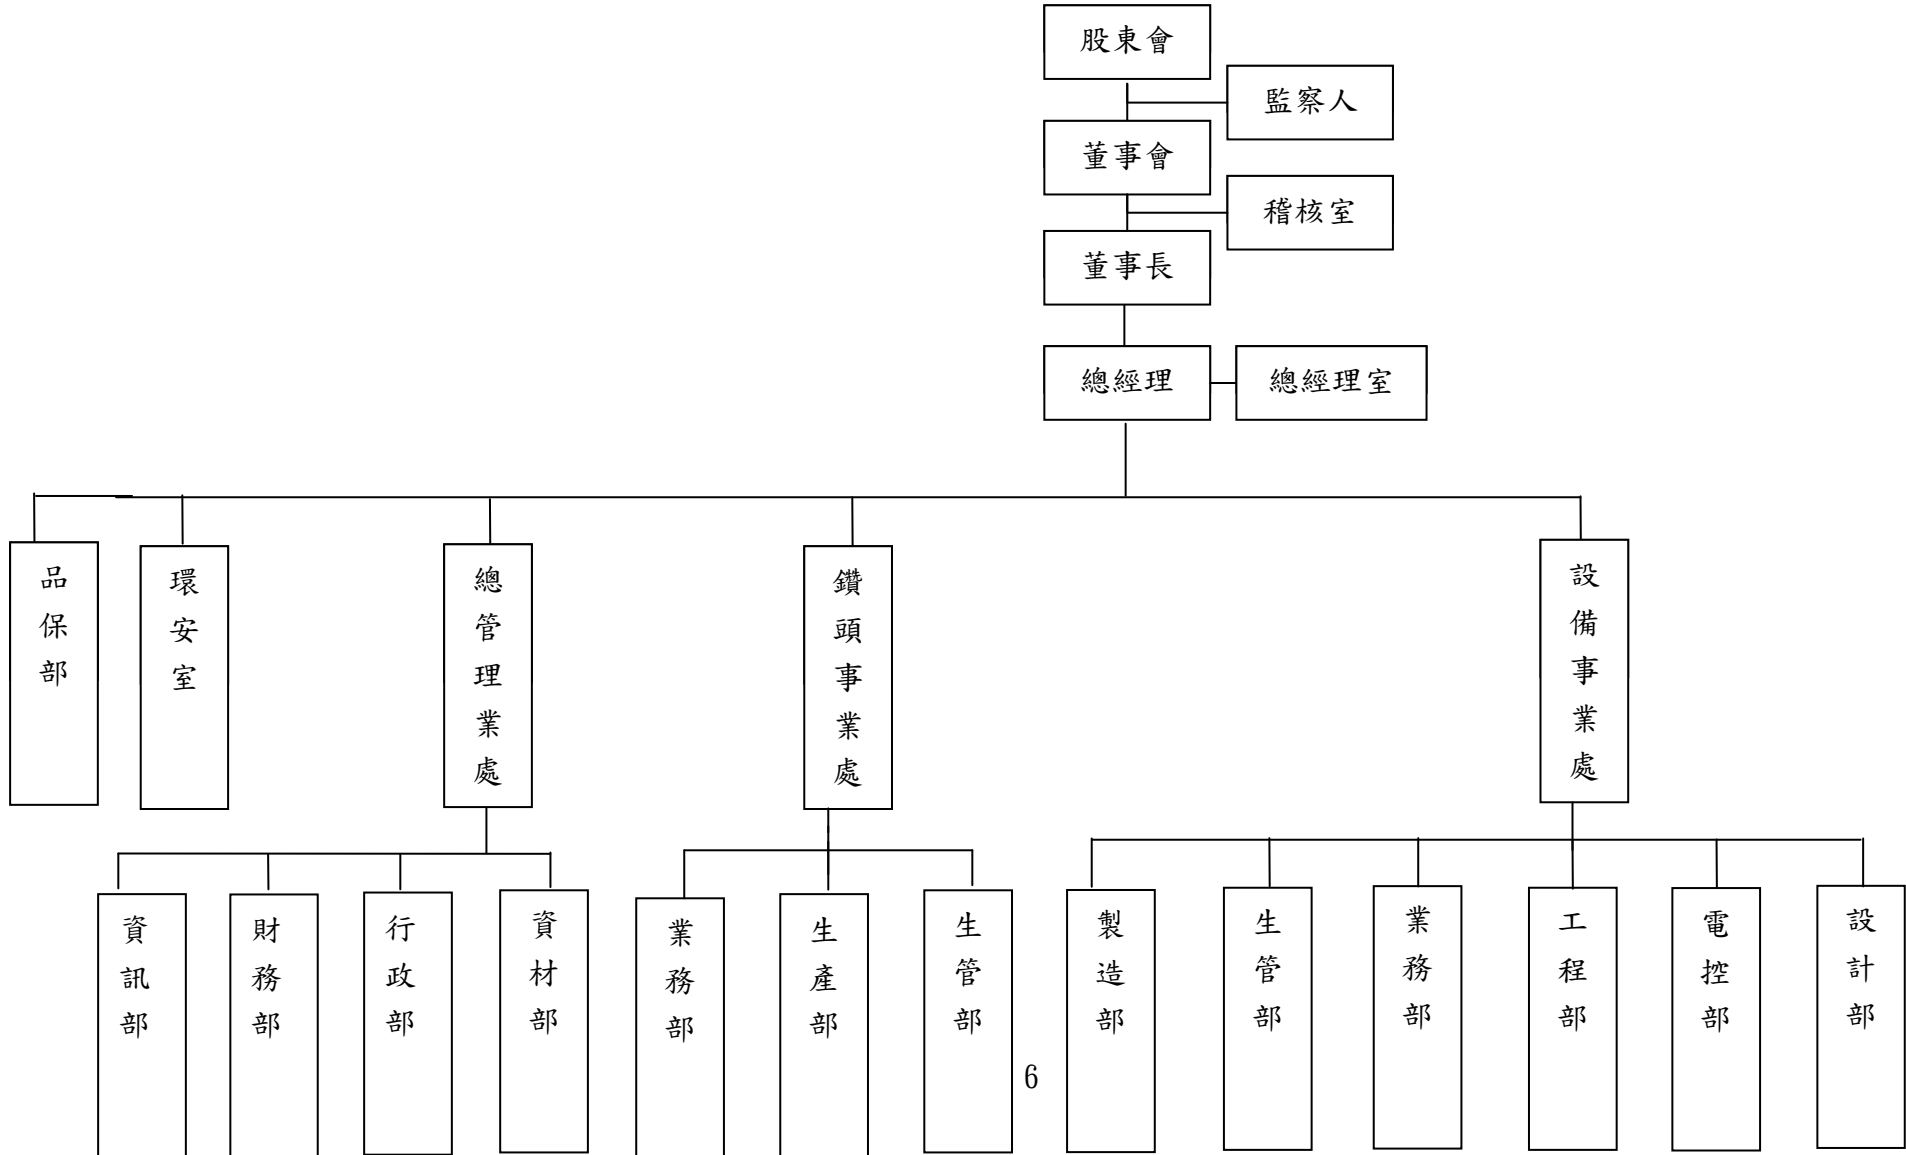 股東會
監察人
董事會
稽核室
董事長
總經理
總經理室
品保部
環安室
總管理業處
鑽頭事業處
設備事業處
資訊部
財務部
行政部
資材部
業務部
生產部
生管部
製造部
生管部
業務部
工程部
電控部
設計部
6